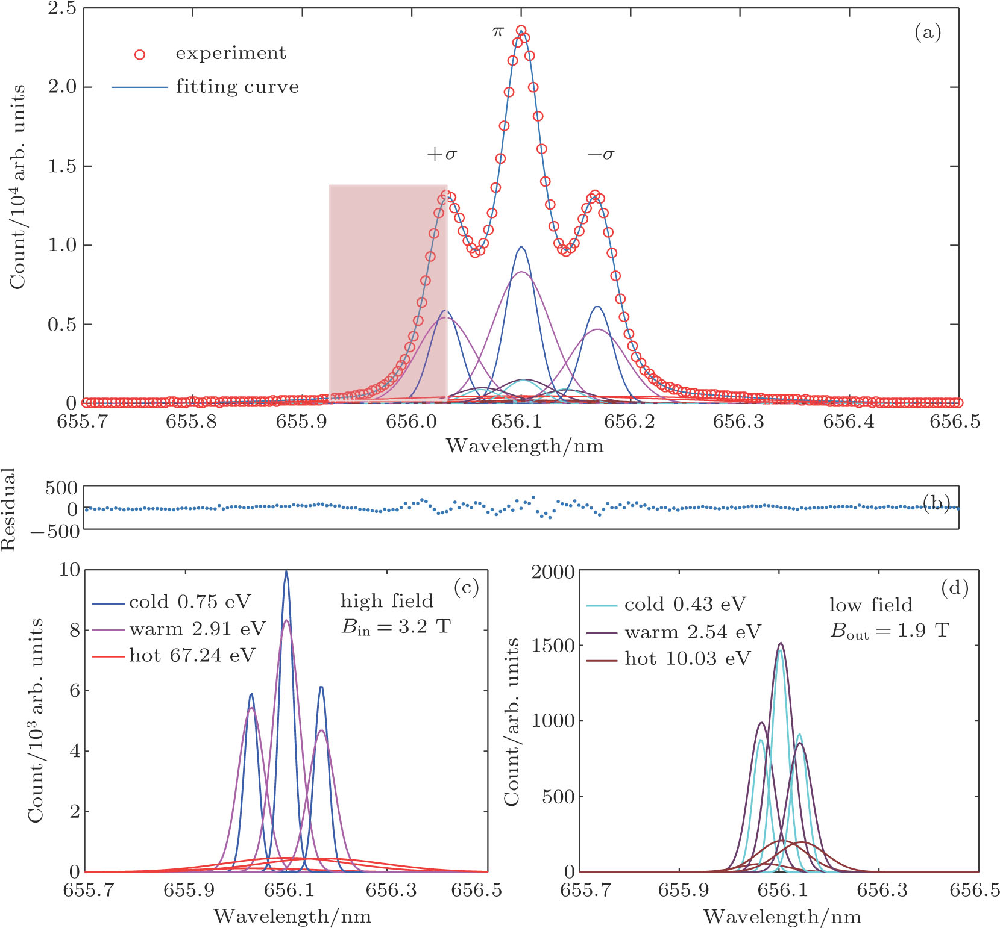 2.5
2.0
1.5
1.0
0.5
0
Count/10⁴ arb. units
experiment
fitting curve
π
+σ
−σ
(a)
655.7 655.8 655.9 656.0 656.1 656.2 656.3 656.4 656.5
Wavelength/nm
Residual
500
0
−500
(b)
10
8
6
4
2
0
Count/10³ arb. units
cold 0.75 eV
warm 2.91 eV
hot 67.24 eV
high field
B_in = 3.2 T
(c)
655.7 655.9 656.1 656.3 656.5
Wavelength/nm
2000
1500
1000
500
0
Count/arb. units
cold 0.43 eV
warm 2.54 eV
hot 10.03 eV
low field
B_out = 1.9 T
(d)
655.7 655.9 656.1 656.3 656.5
Wavelength/nm